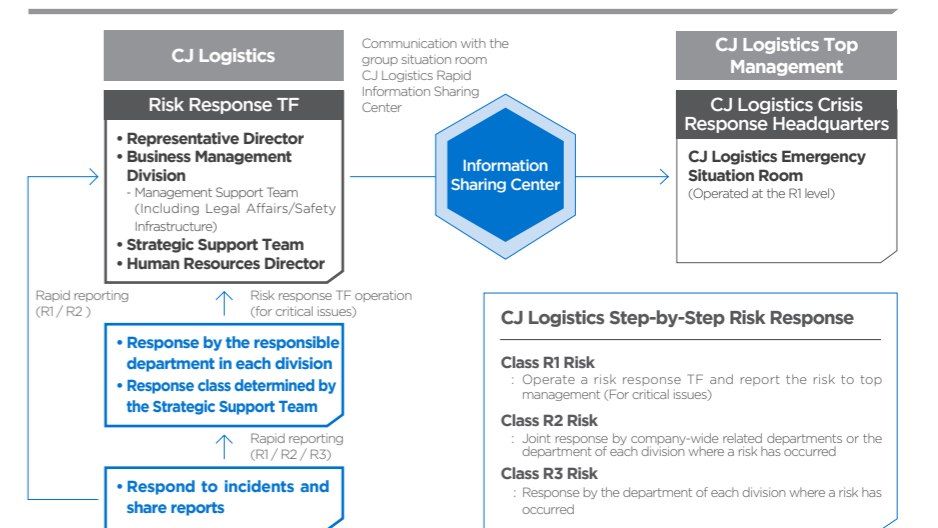 CJ Logistics
Risk Response TF
• Representative Director
• Business Management
Division
- Management Support Team
(Including Legal Affairs/Safety
Infrastructure)
• Strategic Support Team
• Human Resources Director
Communication with the
group situation room
CJ Logistics Rapid
Information Sharing
Center
Information
Sharing Center
CJ Logistics Top
Management
CJ Logistics Crisis
Response Headquarters
CJ Logistics Emergency
Situation Room
(Operated at the R1 level)
Rapid reporting
(R1 / R2 )
Risk response TF operation
(for critical issues)
• Response by the responsible
department in each division
• Response class determined by
the Strategic Support Team
Rapid reporting
(R1 / R2 / R3)
• Respond to incidents and
share reports
CJ Logistics Step-by-Step Risk Response
Class R1 Risk
: Operate a risk response TF and report the risk to top
management (For critical issues)
Class R2 Risk
: Joint response by company-wide related departments or the
department of each division where a risk has occurred
Class R3 Risk
: Response by the department of each division where a risk has
occurred